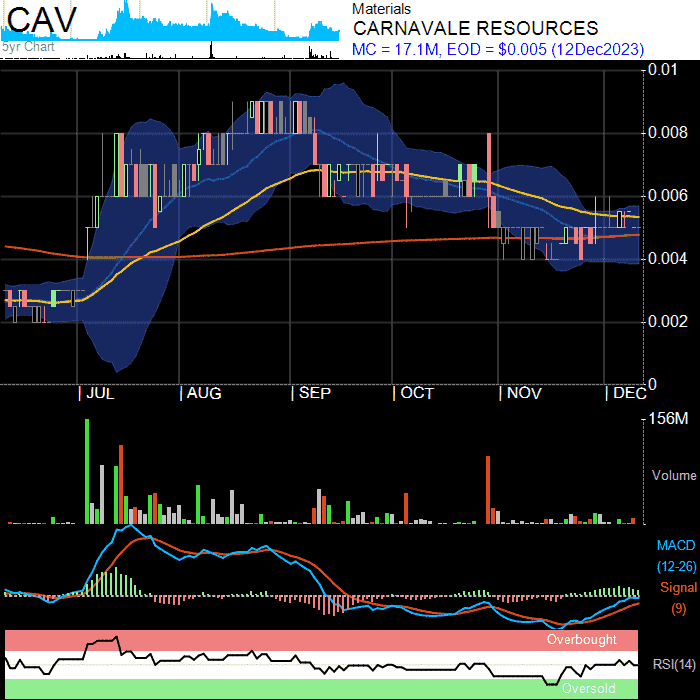 CAV
5yr Chart
Materials
CARNAVALE RESOURCES
MC = 17.1M, EOD = $0.005 (12Dec2023)
0.01
0.008
0.006
0.004
0.002
0
| JUL | AUG | SEP | OCT | NOV | DEC
156M
Volume
MACD
(12-26)
Signal
(9)
Overbought
RSI(14)
Oversold